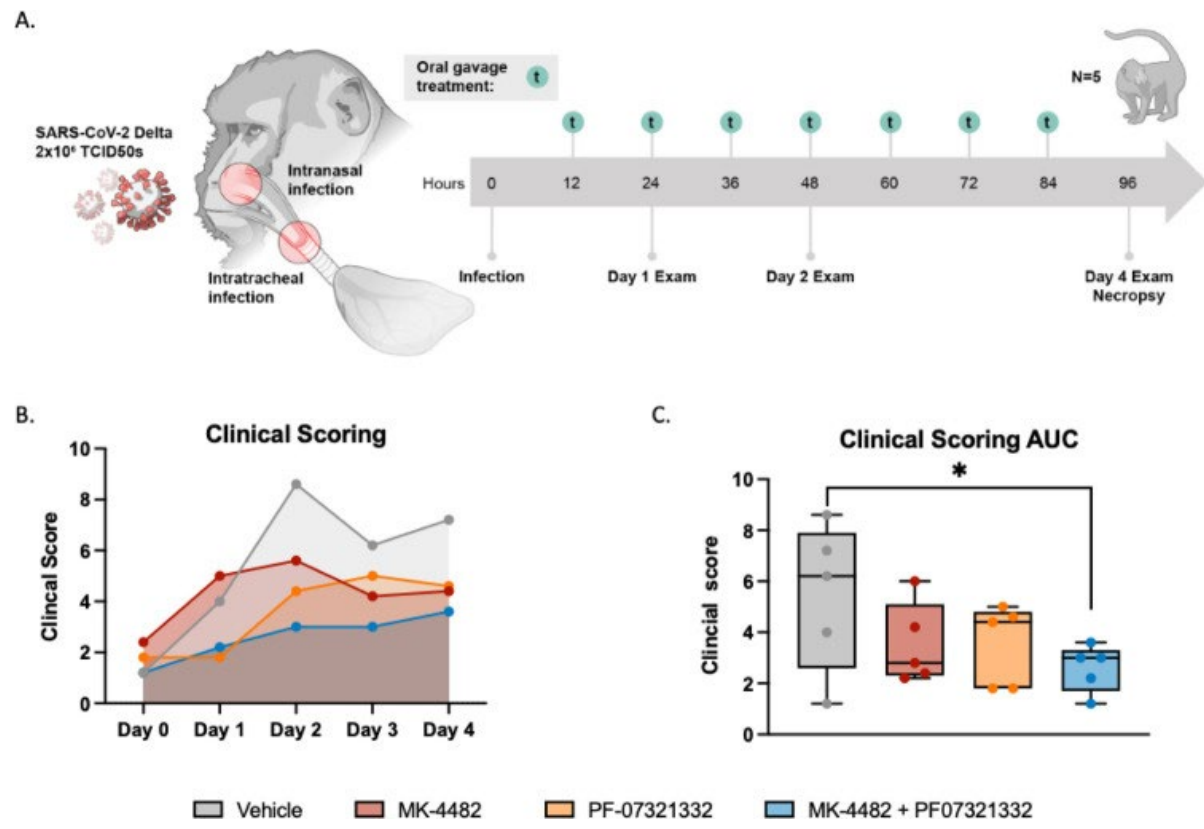 A.
SARS-CoV-2 Delta
2x10⁶ TCID50s
Intranasal
infection
Intratracheal
infection
Oral gavage
treatment: t
N=5
t t t t t t t
Hours 0 12 24 36 48 60 72 84 96
Infection Day 1 Exam Day 2 Exam Day 4 Exam
Necropsy
B.
Clinical Scoring
Clincal Score
10
8
6
4
2
0
Day 0 Day 1 Day 2 Day 3 Day 4
C.
Clinical Scoring AUC
*
Clincial score
10
8
6
4
2
0
Vehicle MK-4482 PF-07321332 MK-4482 + PF07321332